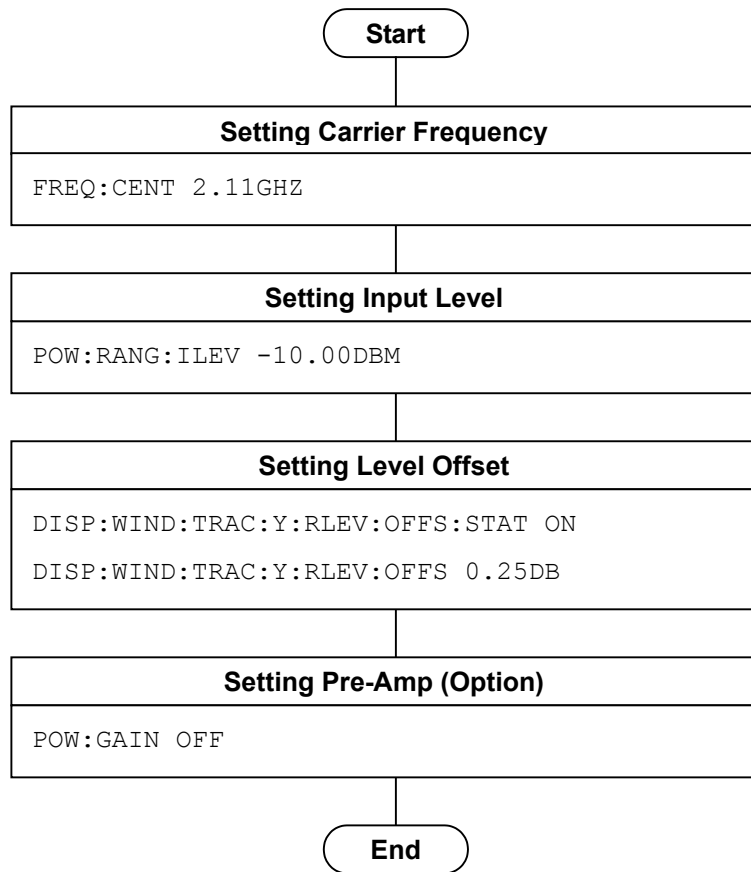 Start
Setting Carrier Frequency
FREQ:CENT 2.11GHZ
Setting Input Level
POW:RANG:ILEV -10.00DBM
Setting Level Offset
DISP:WIND:TRAC:Y:RLEV:OFFS:STAT ON
DISP:WIND:TRAC:Y:RLEV:OFFS 0.25DB
Setting Pre-Amp (Option)
POW:GAIN OFF
End